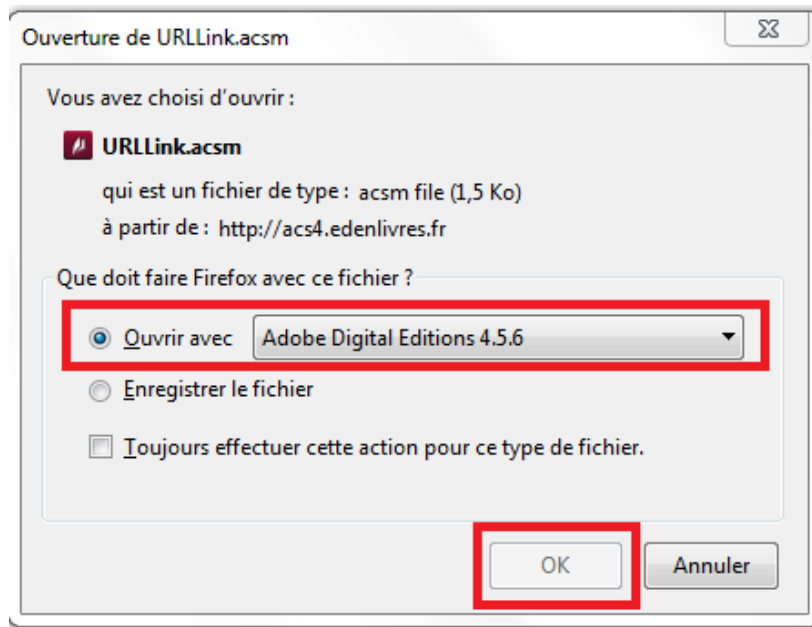 Ouverture de URLLink.acsm
Vous avez choisi d'ouvrir :
URLLink.acsm
qui est un fichier de type : acsm file (1,5 Ko)
à partir de : http://acs4.edenlivres.fr
Que doit faire Firefox avec ce fichier ?
Ouvrir avec Adobe Digital Editions 4.5.6
Enregistrer le fichier
Toujours effectuer cette action pour ce type de fichier.
OK Annuler